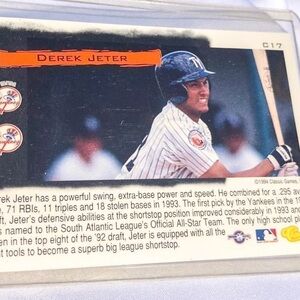 DEREK JETER
C17
©1994 Classic Games,
rek Jeter has a powerful swing, extra-base power and speed. He combined for a .295 av
, 71 RBIs, 11 triples and 18 stolen bases in 1993. The first pick by the Yankees in the 19
ft, Jeter's defensive abilities at the shortstop position improved considerably in 1993 and
s named to the South Atlantic League's Official All-Star Team. The only high school pl
en in the top eight of the '92 draft, Jeter is equipped with all the
t tools to become a superb big league shortstop.